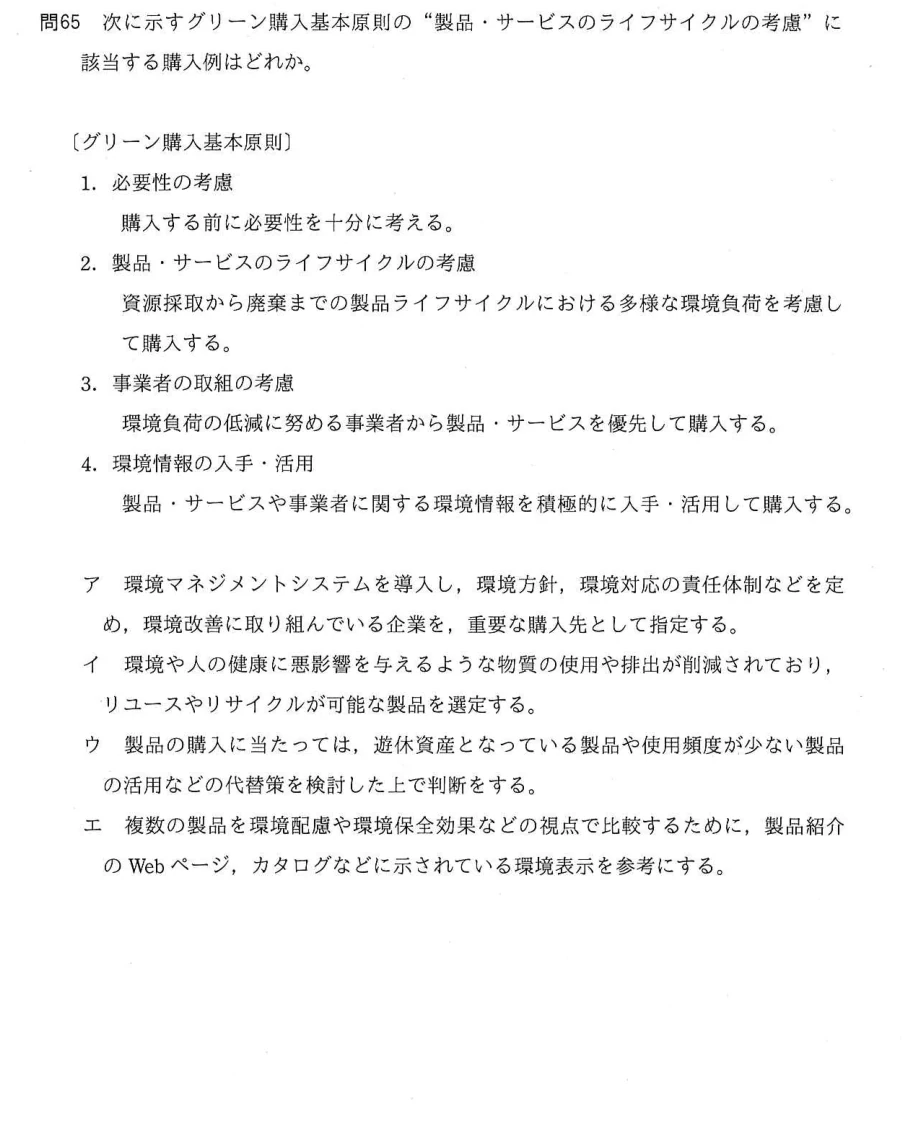 問65 次に示すグリーン購入基本原則の“製品・サービスのライフサイクルの考慮”に
該当する購入例はどれか。
〔グリーン購入基本原則〕
1. 必要性の考慮
購入する前に必要性を十分に考える。
2. 製品・サービスのライフサイクルの考慮
資源採取から廃棄までの製品ライフサイクルにおける多様な環境負荷を考慮し
て購入する。
3. 事業者の取組の考慮
環境負荷の低減に努める事業者から製品・サービスを優先して購入する。
4. 環境情報の入手・活用
製品・サービスや事業者に関する環境情報を積極的に入手・活用して購入する。
ア 環境マネジメントシステムを導入し，環境方針，環境対応の責任体制などを定
め，環境改善に取り組んでいる企業を，重要な購入先として指定する。
イ 環境や人の健康に悪影響を与えるような物質の使用や排出が削減されており，
リユースやリサイクルが可能な製品を選定する。
ウ 製品の購入に当たっては，遊休資産となっている製品や使用頻度が少ない製品
の活用などの代替策を検討した上で判断をする。
エ 複数の製品を環境配慮や環境保全効果などの視点で比較するために，製品紹介
の Web ページ，カタログなどに示されている環境表示を参考にする。